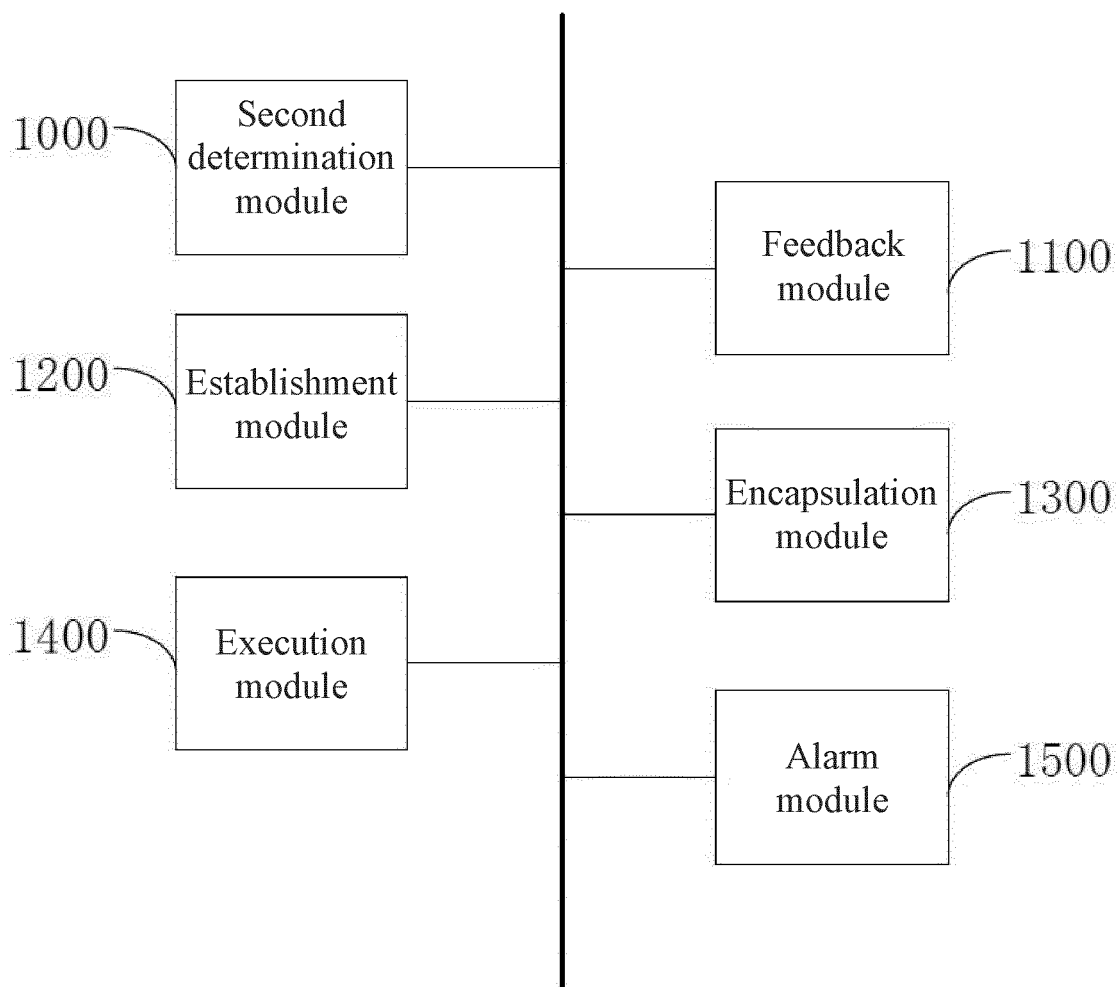 1000
Second
determination
module
Feedback
module
1100
1200
Establishment
module
Encapsulation
module
1300
1400
Execution
module
Alarm
module
1500